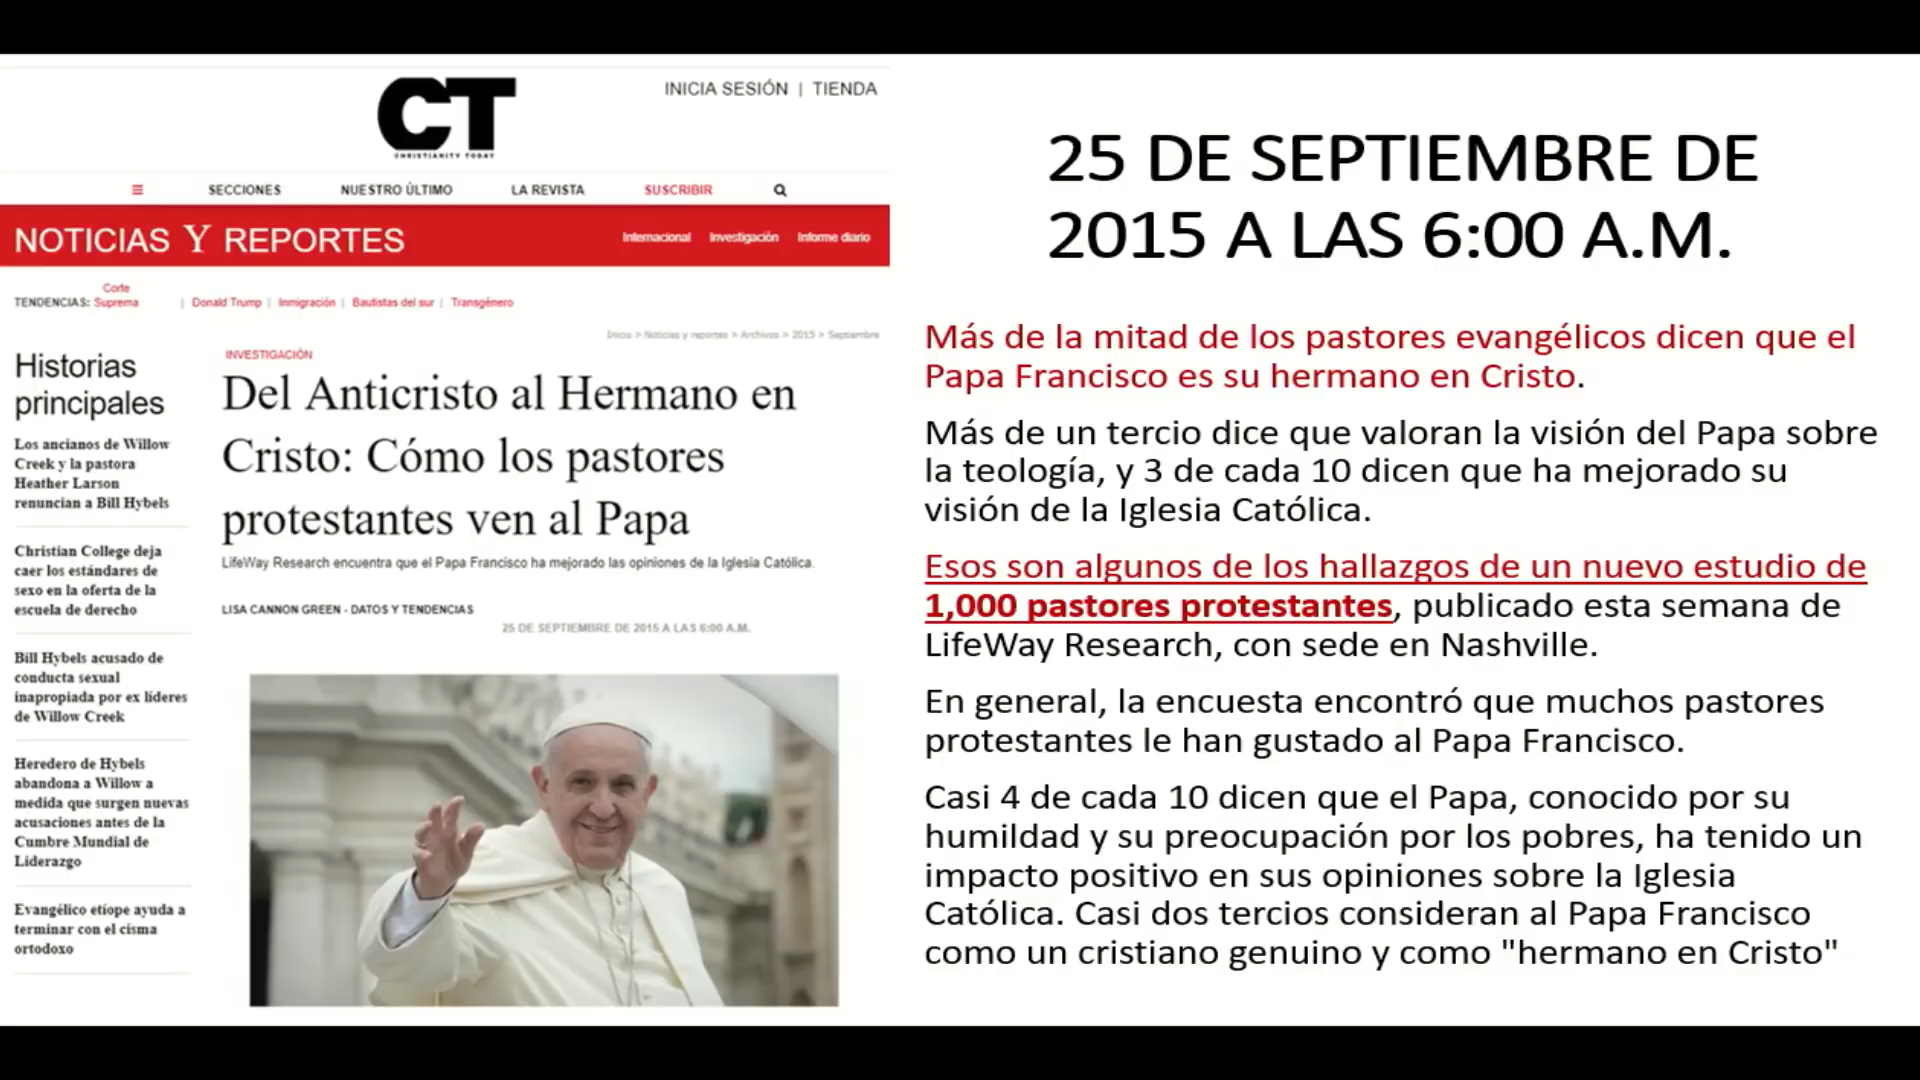 CT
CHRISTIANITY TODAY
INICIA SESIÓN | TIENDA
SECCIONES NUESTRO ÚLTIMO LA REVISTA SUSCRIBIR
NOTICIAS Y REPORTES
Internacional Investigación Informe diario
TENDENCIAS: Corte Suprema | Donald Trump | Inmigración | Bautistas del sur | Transgénero
Inicio > Noticias y reportes > Archivos > 2015 > Septiembre
Historias
principales
Los ancianos de Willow
Creek y la pastora
Heather Larson
renuncian a Bill Hybels
Christian College deja
caer los estándares de
sexo en la oferta de la
escuela de derecho
Bill Hybels acusado de
conducta sexual
inapropiada por ex líderes
de Willow Creek
Heredero de Hybels
abandona a Willow a
medida que surgen nuevas
acusaciones antes de la
Cumbre Mundial de
Liderazgo
Evangélico etíope ayuda a
terminar con el cisma
ortodoxo
INVESTIGACIÓN
Del Anticristo al Hermano en
Cristo: Cómo los pastores
protestantes ven al Papa
LifeWay Research encuentra que el Papa Francisco ha mejorado las opiniones de la Iglesia Católica.
LISA CANNON GREEN - DATOS Y TENDENCIAS
25 DE SEPTIEMBRE DE 2015 A LAS 6:00 A.M.
25 DE SEPTIEMBRE DE
2015 A LAS 6:00 A.M.
Más de la mitad de los pastores evangélicos dicen que el
Papa Francisco es su hermano en Cristo.
Más de un tercio dice que valoran la visión del Papa sobre
la teología, y 3 de cada 10 dicen que ha mejorado su
visión de la Iglesia Católica.
Esos son algunos de los hallazgos de un nuevo estudio de
1,000 pastores protestantes, publicado esta semana de
LifeWay Research, con sede en Nashville.
En general, la encuesta encontró que muchos pastores
protestantes le han gustado al Papa Francisco.
Casi 4 de cada 10 dicen que el Papa, conocido por su
humildad y su preocupación por los pobres, ha tenido un
impacto positivo en sus opiniones sobre la Iglesia
Católica. Casi dos tercios consideran al Papa Francisco
como un cristiano genuino y como "hermano en Cristo"